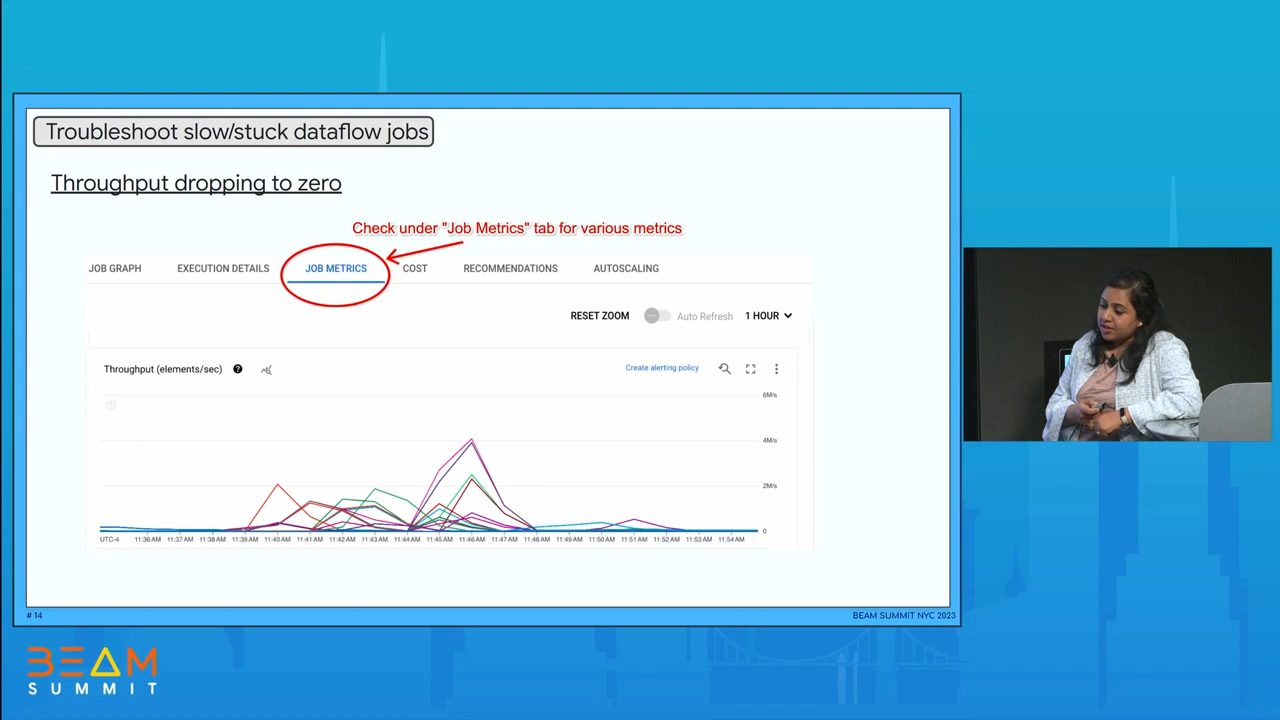 Troubleshoot slow/stuck dataflow jobs
Throughput dropping to zero
Check under "Job Metrics" tab for various metrics
JOB GRAPH EXECUTION DETAILS JOB METRICS COST RECOMMENDATIONS AUTOSCALING
RESET ZOOM Auto Refresh 1 HOUR
Throughput (elements/sec) Create alerting policy
6M/s
4M/s
2M/s
0
UTC-4 11:36 AM 11:37 AM 11:38 AM 11:39 AM 11:40 AM 11:41 AM 11:42 AM 11:43 AM 11:44 AM 11:45 AM 11:46 AM 11:47 AM 11:48 AM 11:49 AM 11:50 AM 11:51 AM 11:52 AM 11:53 AM 11:54 AM
# 14 BEAM SUMMIT NYC 2023
BEAM
SUMMIT